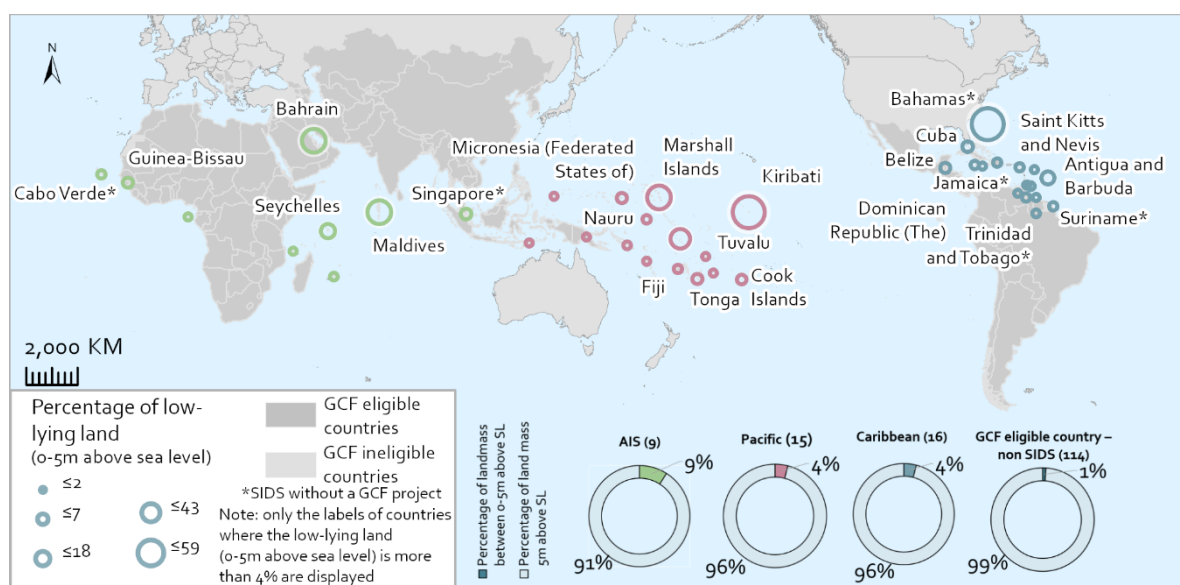 N
Bahrain
Guinea-Bissau
Cabo Verde*
Seychelles
Maldives
Singapore*
Micronesia (Federated
States of)
Marshall
Islands
Kiribati
Nauru
Tuvalu
Fiji
Tonga
Cook
Islands
Bahamas*
Cuba
Belize
Saint Kitts
and Nevis
Jamaica*
Antigua and
Barbuda
Dominican
Republic (The)
Suriname*
Trinidad
and Tobago*
2,000 KM
Percentage of low-
lying land
(0-5m above sea level)
≤2
≤7
≤18
≤43
≤59
GCF eligible
countries
GCF ineligible
countries
*SIDS without a GCF project
Note: only the labels of countries
where the low-lying land
(0-5m above sea level) is more
than 4% are displayed
Percentage of landmass
between 0-5m above SL
Percentage of land mass
5m above SL
AIS (9)
9%
91%
Pacific (15)
4%
96%
Caribbean (16)
4%
96%
GCF eligible country –
non SIDS (114)
1%
99%